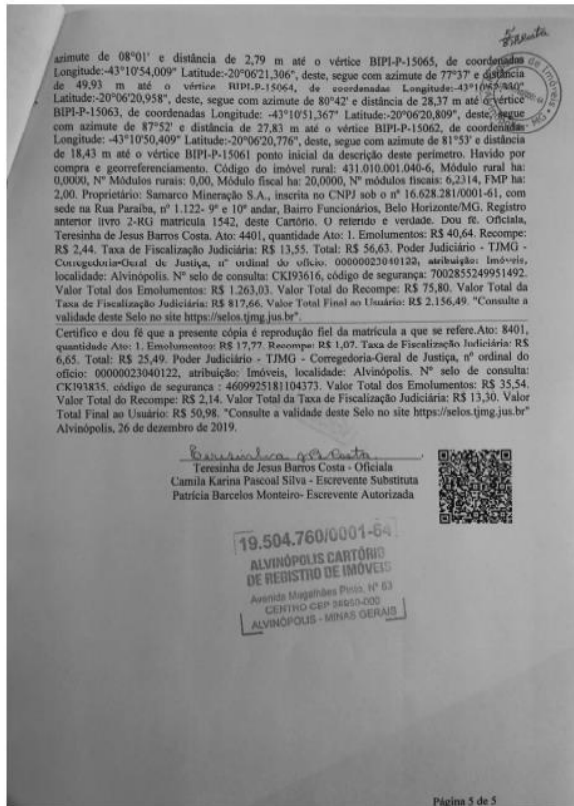 azimute de 08°01' e distância de 2,79 m até o vértice BIPI-P-15065, de coordenadas
Longitude:-43°10'54,009" Latitude:-20°06'21,306", deste, segue com azimute de 77°37' e distância
de 49,93 m até o vértice BIPI-P-15064, de coordenadas
Latitude:-20°06'20,958", deste, segue com azimute de 80°42' e distância de 28,37 m até o vértice
BIPI-P-15063, de coordenadas Longitude: -43°10'51,367" Latitude:-20°06'20,809", deste, segue
com azimute de 87°52' e distância de 27,83 m até o vértice BIPI-P-15062, de coordenadas
Longitude: -43°10'50,409" Latitude:-20°06'20,776", deste, segue com azimute de 81°53' e distância
de 18,43 m até o vértice BIPI-P-15061 ponto inicial da descrição deste perímetro. Havido por
compra e georreferenciamento. Código do imóvel rural: 431.010.001.040-6, Módulo rural ha:
0,0000, Nº Módulos rurais: 0,00, Módulo fiscal ha: 20,0000, Nº módulos fiscais: 6,2314, FMP ha:
2,00. Proprietário: Samarco Mineração S.A., inscrita no CNPJ sob o nº 16.628.281/0001-61, com
sede na Rua Paraíba, nº 1.122- 9º e 10º andar, Bairro Funcionários, Belo Horizonte/MG. Registro
anterior livro 2-RG matricula 1542, deste Cartório. O referido e verdade. Dou fé. Oficiala,
Teresinha de Jesus Barros Costa. Ato: 4401, quantidade Ato: 1. Emolumentos: R$ 40,64. Recompe:
R$ 2,44. Taxa de Fiscalização Judiciária: R$ 13,55. Total: R$ 56,63. Poder Judiciário - TJMG -
Corregedoria-Geral de Justiça, nº ordinal do oficio: 00000023040122, atribuição: Imóveis,
localidade: Alvinópolis. Nº selo de consulta: CKI93616, código de segurança: 7002855249951492.
Valor Total dos Emolumentos: R$ 1.263,03. Valor Total do Recompe: R$ 75,80. Valor Total da
Taxa de Fiscalização Judiciária: R$ 817,66. Valor Total Final ao Usuário: R$ 2.156,49. "Consulte a
validade deste Selo no site https://selos.tjmg.jus.br".
Certifico e dou fé que a presente cópia é reprodução fiel da matrícula a que se refere.Ato: 8401,
quantidade Ato: 1. Emolumentos: R$ 17,77. Recompe: R$ 1,07. Taxa de Fiscalização Judiciária: R$
6,65. Total: R$ 25,49. Poder Judiciário - TJMG - Corregedoria-Geral de Justiça, nº ordinal do
oficio: 00000023040122, atribuição: Imóveis, localidade: Alvinópolis. Nº selo de consulta:
CKI93835, código de segurança : 4609925181104373. Valor Total dos Emolumentos: R$ 35,54.
Valor Total do Recompe: R$ 2,14. Valor Total da Taxa de Fiscalização Judiciária: R$ 13,30. Valor
Total Final ao Usuário: R$ 50,98. "Consulte a validade deste Selo no site https://selos.tjmg.jus.br"
Alvinópolis, 26 de dezembro de 2019.
Teresinha de Jesus Barros Costa - Oficiala
Camila Karina Pascoal Silva - Escrevente Substituta
Patrícia Barcelos Monteiro- Escrevente Autorizada
19.504.760/0001-64
ALVINÓPOLIS CARTÓRIO
DE REGISTRO DE IMÓVEIS
Avenida Magalhães Pinto, Nº 63
CENTRO CEP 35950-000
ALVINÓPOLIS - MINAS GERAIS
Página 5 de 5